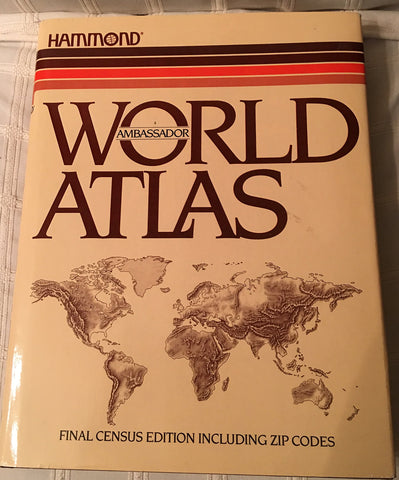 HAMMOND®
AMBASSADOR
WORLD
ATLAS
FINAL CENSUS EDITION INCLUDING ZIP CODES